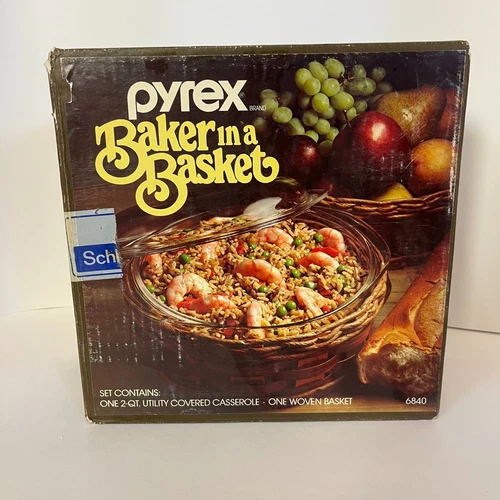 pyrex
BRAND
Baker in a
Basket
Sch
SET CONTAINS:
ONE 2-QT. UTILITY COVERED CASSEROLE · ONE WOVEN BASKET
6840